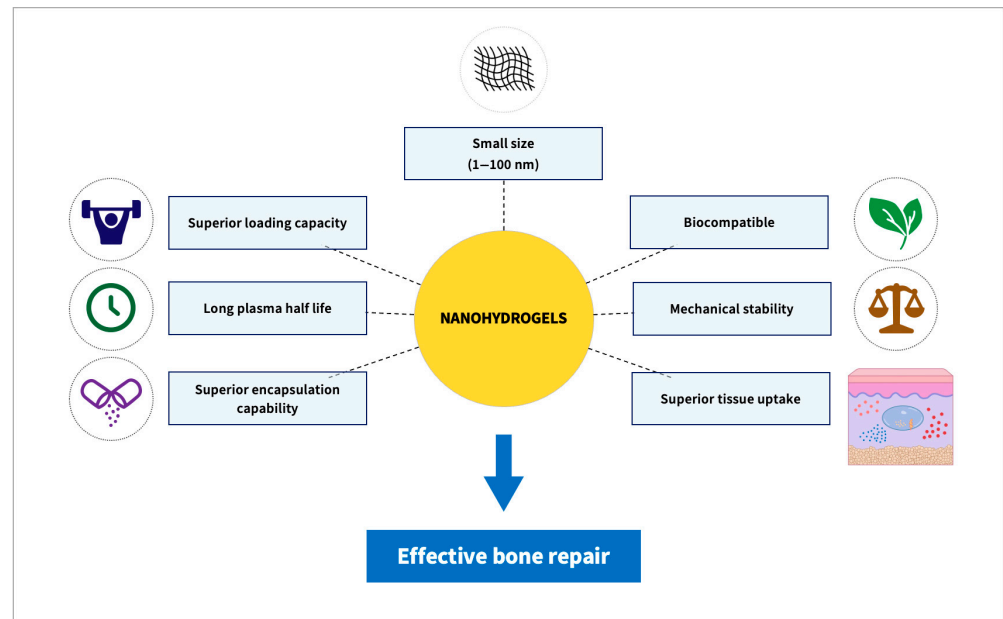 Small size
(1—100 nm)
Superior loading capacity
Biocompatible
Long plasma half life
NANOHYDROGELS
Mechanical stability
Superior encapsulation
capability
Superior tissue uptake
Effective bone repair